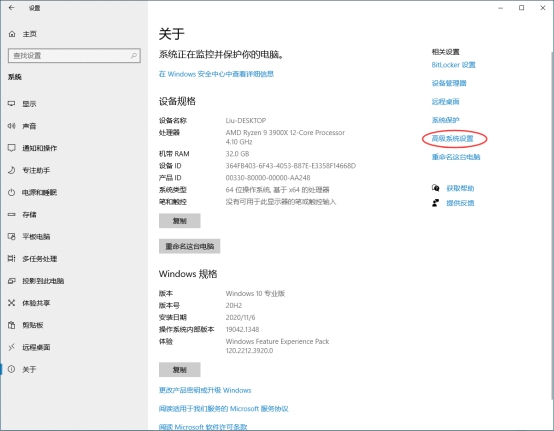 设置
主页
查找设置
系统
显示
声音
通知和操作
专注助手
电源和睡眠
存储
平板电脑
多任务处理
投影到此电脑
体验共享
剪贴板
远程桌面
关于
关于
系统正在监控并保护你的电脑。
在 Windows 安全中心中查看详细信息
设备规格
设备名称 Liu-DESKTOP
处理器 AMD Ryzen 9 3900X 12-Core Processor
4.10 GHz
机带 RAM 32.0 GB
设备 ID 364FB403-6F43-4053-B87E-E3358F14668D
产品 ID 00330-80000-00000-AA248
系统类型 64 位操作系统, 基于 x64 的处理器
笔和触控 没有可用于此显示器的笔或触控输入
复制
重命名这台电脑
Windows 规格
版本 Windows 10 专业版
版本号 20H2
安装日期 2020/11/6
操作系统内部版本 19042.1348
体验 Windows Feature Experience Pack
120.2212.3920.0
复制
更改产品密钥或升级 Windows
阅读适用于我们服务的 Microsoft 服务协议
阅读 Microsoft 软件许可条款
相关设置
BitLocker 设置
设备管理器
远程桌面
系统保护
高级系统设置
重命名这台电脑
获取帮助
提供反馈